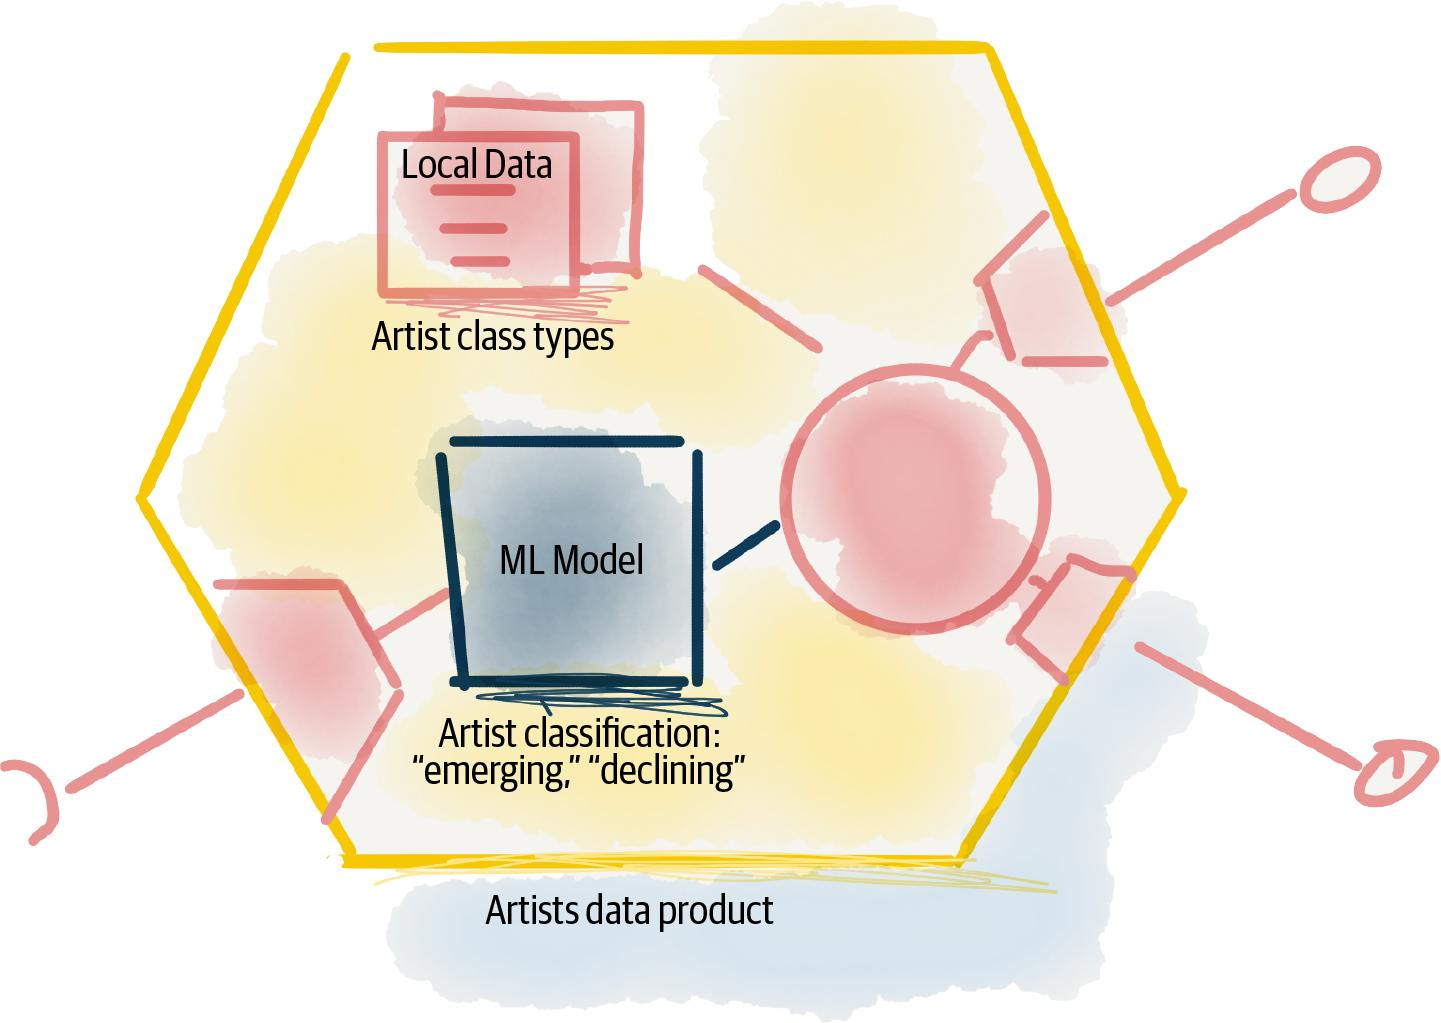 Local Data
Artist class types
ML Model
Artist classification:
“emerging,” “declining”
Artists data product